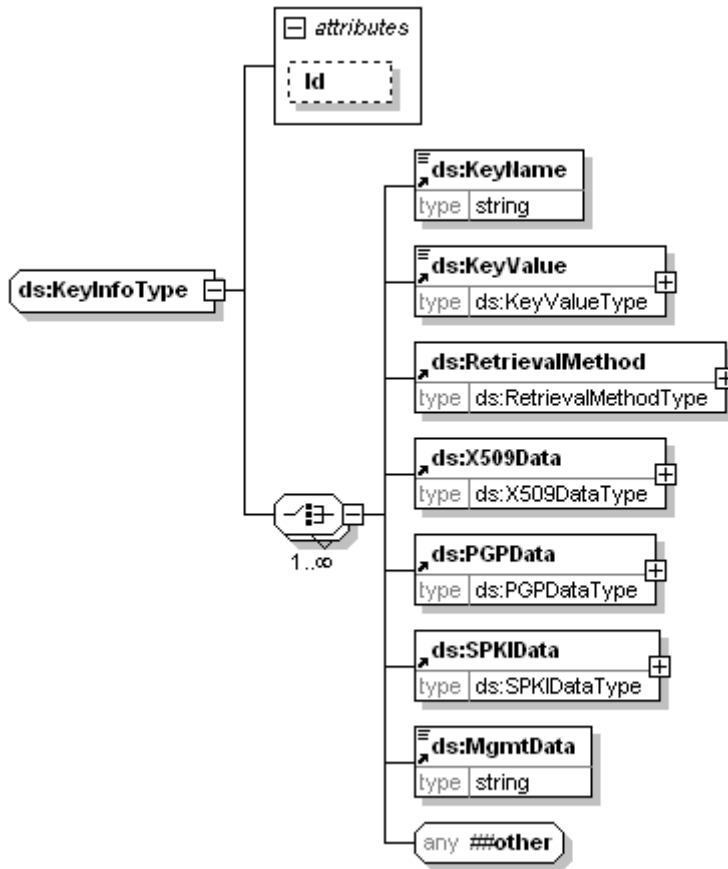 attributes
Id
ds:KeyName
type string
ds:KeyInfoType
ds:KeyValue
type ds:KeyValueType
ds:RetrievalMethod
type ds:RetrievalMethodType
ds:X509Data
type ds:X509DataType
1..∞
ds:PGPData
type ds:PGPDataType
ds:SPKIData
type ds:SPKIDataType
ds:MgmtData
type string
any ##other